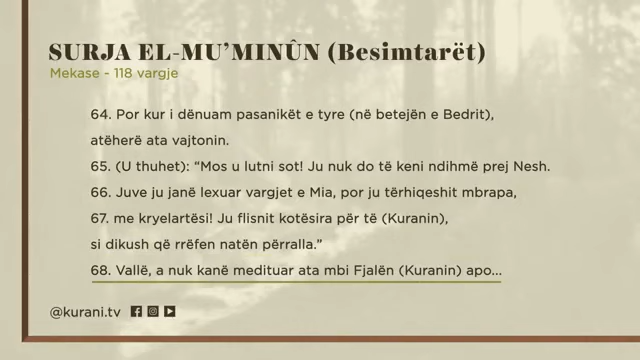 SURJA EL-MU’MINÛN (Besimtarët)
Mekase - 118 vargje
64. Por kur i dënuam pasanikët e tyre (në betejën e Bedrit),
atëherë ata vajtonin.
65. (U thuhet): “Mos u lutni sot! Ju nuk do të keni ndihmë prej Nesh.
66. Juve ju janë lexuar vargjet e Mia, por ju tërhiqeshit mbrapa,
67. me kryelartësi! Ju flisnit kotësira për të (Kuranin),
si dikush që rrëfen natën përralla.”
68. Vallë, a nuk kanë medituar ata mbi Fjalën (Kuranin) apo...
@kurani.tv